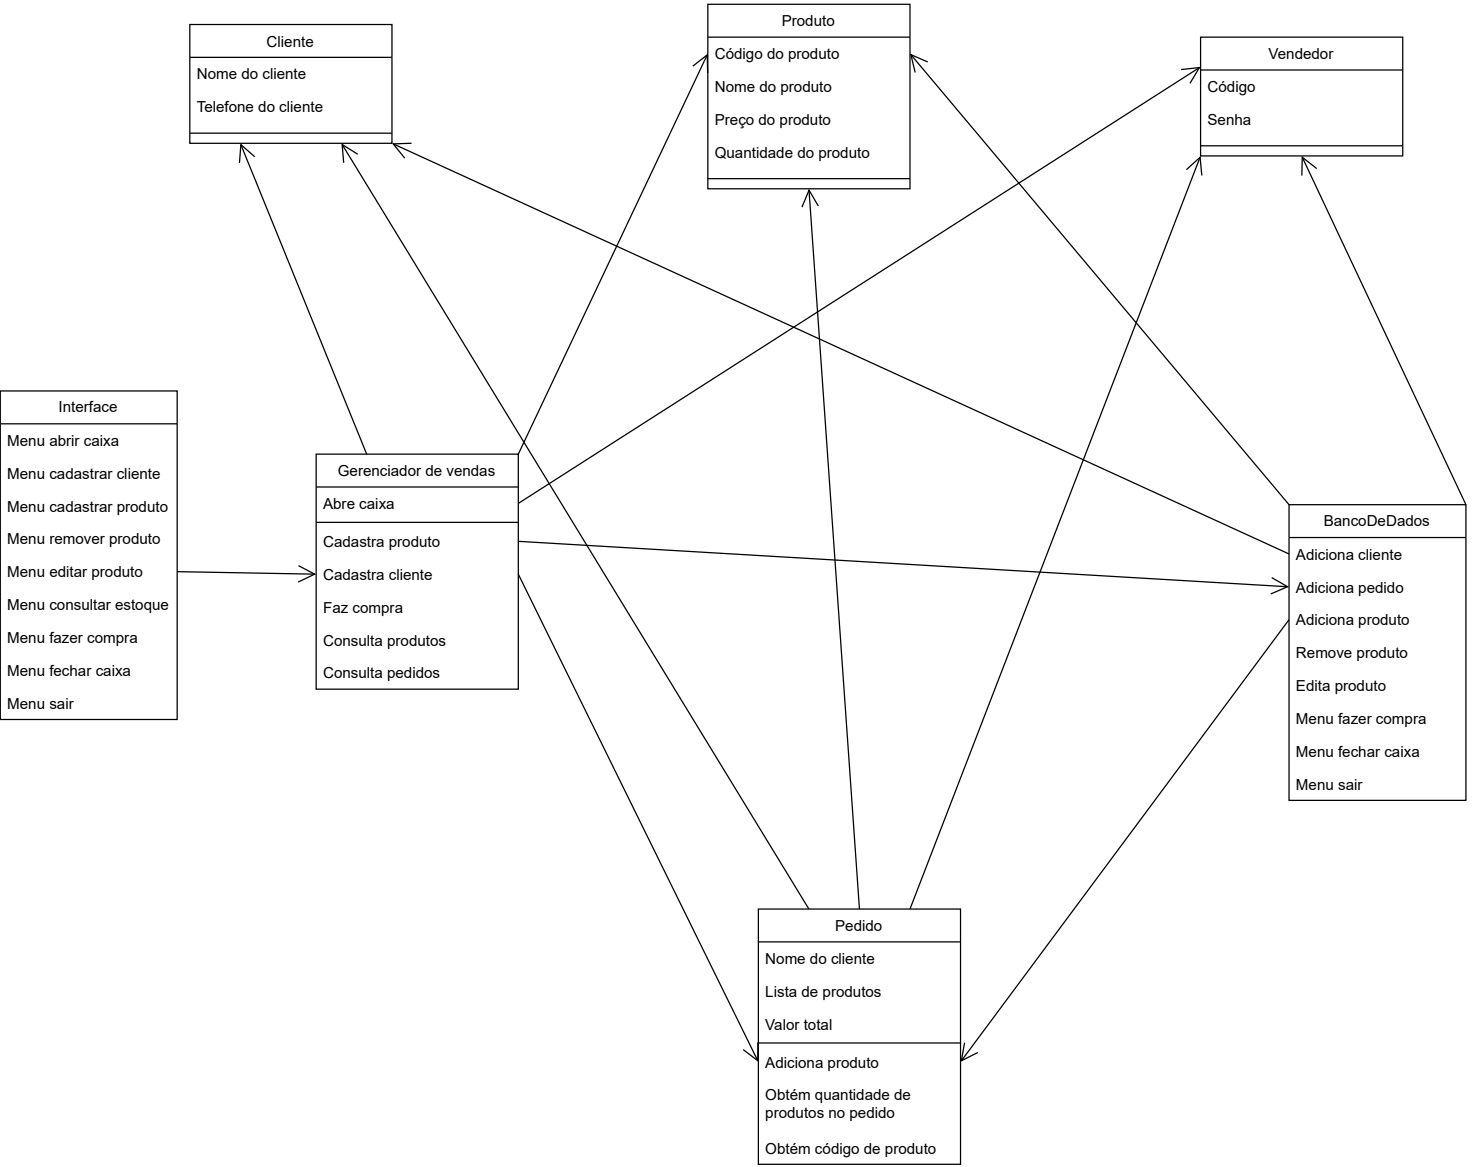 Cliente
Nome do cliente
Telefone do cliente
Produto
Código do produto
Nome do produto
Preço do produto
Quantidade do produto
Vendedor
Código
Senha
Interface
Menu abrir caixa
Menu cadastrar cliente
Menu cadastrar produto
Menu remover produto
Menu editar produto
Menu consultar estoque
Menu fazer compra
Menu fechar caixa
Menu sair
Gerenciador de vendas
Abre caixa
Cadastra produto
Cadastra cliente
Faz compra
Consulta produtos
Consulta pedidos
BancoDeDados
Adiciona cliente
Adiciona pedido
Adiciona produto
Remove produto
Edita produto
Menu fazer compra
Menu fechar caixa
Menu sair
Pedido
Nome do cliente
Lista de produtos
Valor total
Adiciona produto
Obtém quantidade de
produtos no pedido
Obtém código de produto